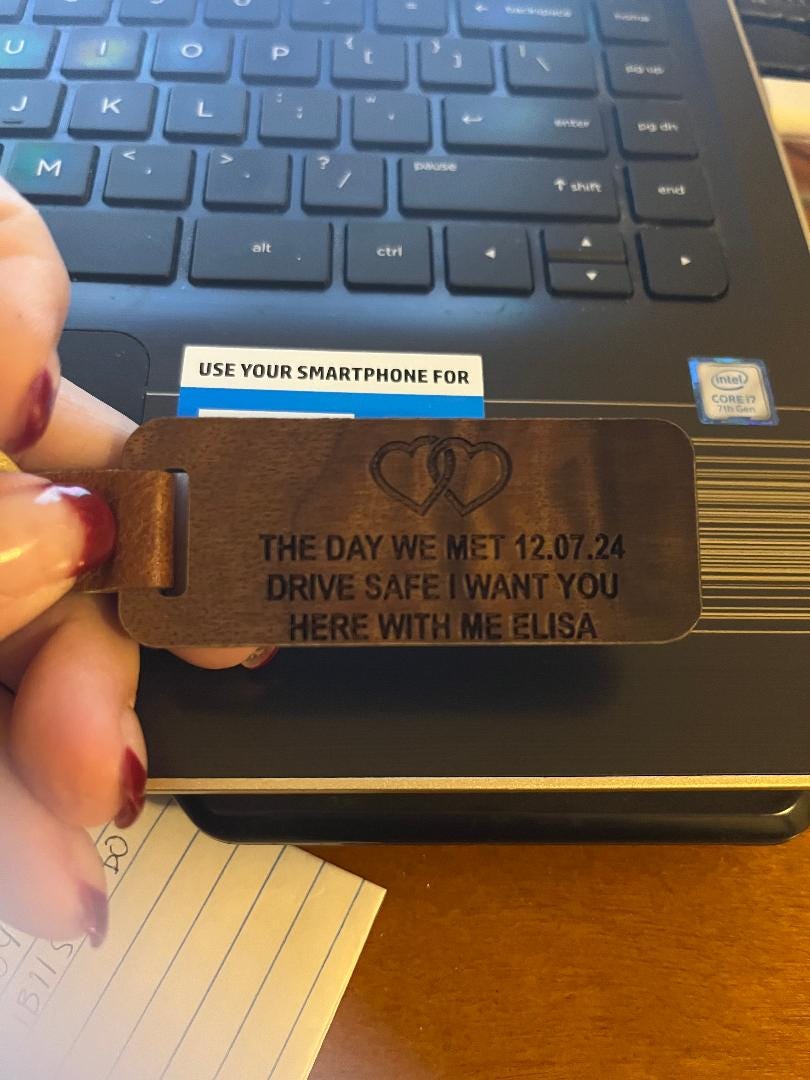 ← backspace
home
U I O P { [ } ] | \
pg up
J K L : ; " '
← enter
pg dn
M < , > . ? /
pause
↑ shift
end
alt
ctrl
◀
▲
▼
▶
USE YOUR SMARTPHONE FOR
intel
CORE i7
7th Gen
THE DAY WE MET 12.07.24
DRIVE SAFE I WANT YOU
HERE WITH ME ELISA
DO